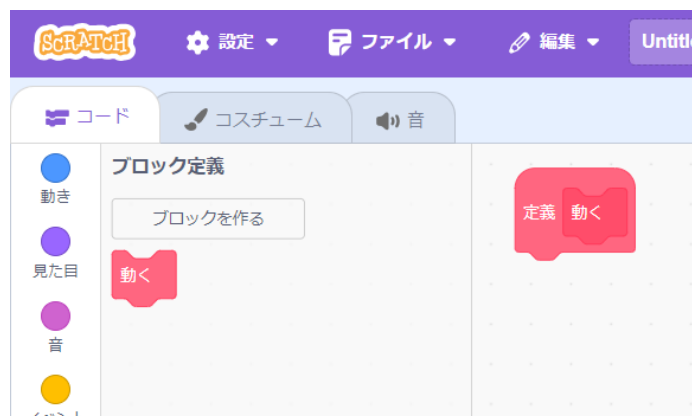 SCRATCH 設定 ファイル 編集 Untitl
コード コスチューム 音
ブロック定義
動き
ブロックを作る
定義 動く
見た目
動く
音